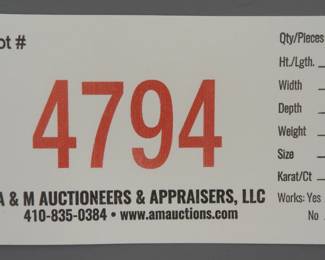 ot #
4794
A & M AUCTIONEERS & APPRAISERS, LLC
410-835-0384 • www.amauctions.com
Qty/Pieces
Ht./Lgth.
Width
Depth
Weight
Size
Karat/Ct
Works: Yes
No